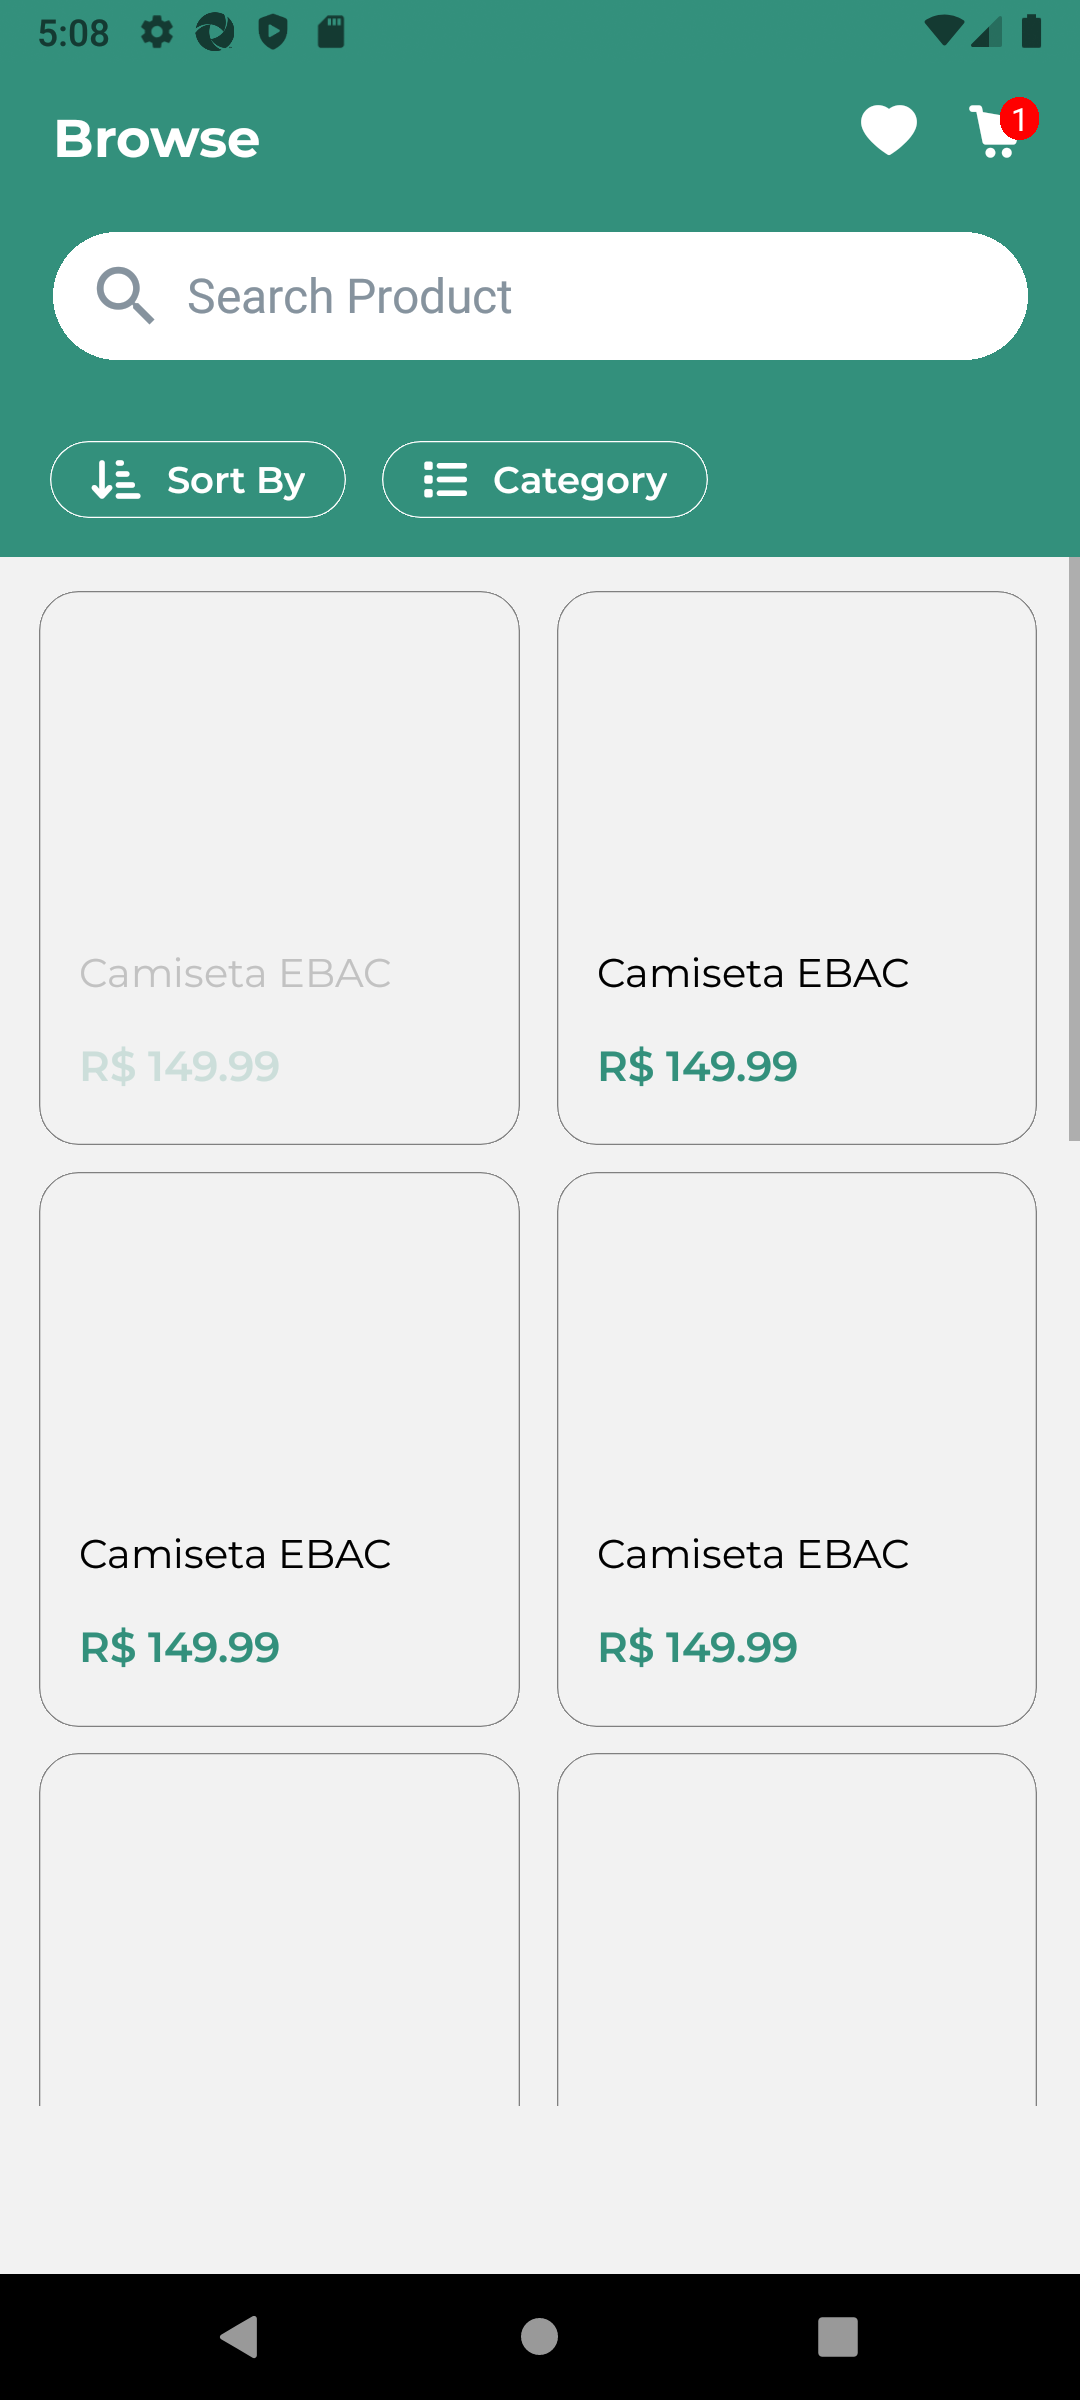 5:08
Browse
1
Search Product
Sort By
Category
Camiseta EBAC
Camiseta EBAC
R$ 149.99
R$ 149.99
Camiseta EBAC
Camiseta EBAC
R$ 149.99
R$ 149.99